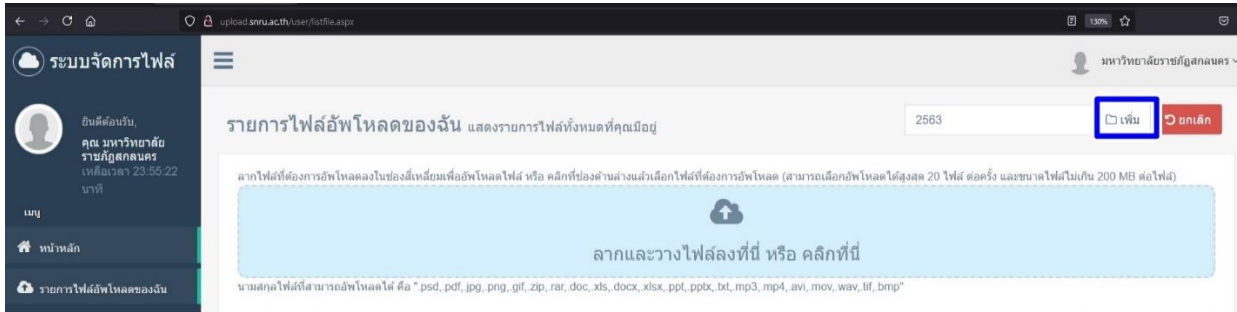 upload.snru.ac.th/user/listfile.aspx
130%
ระบบจัดการไฟล์
มหาวิทยาลัยราชภัฏสกลนคร
ยินดีต้อนรับ,
คุณ มหาวิทยาลัย
ราชภัฏสกลนคร
เหลือเวลา 23:55:22
นาที
รายการไฟล์อัพโหลดของฉัน แสดงรายการไฟล์ทั้งหมดที่คุณมีอยู่
2563
เพิ่ม
ยกเลิก
ลากไฟล์ที่ต้องการอัพโหลดลงในช่องสี่เหลี่ยมเพื่ออัพโหลดไฟล์ หรือ คลิกที่ช่องด้านล่างแล้วเลือกไฟล์ที่ต้องการอัพโหลด (สามารถเลือกอัพโหลดได้สูงสุด 20 ไฟล์ ต่อครั้ง และขนาดไฟล์ไม่เกิน 200 MB ต่อไฟล์)
เมนู
หน้าหลัก
รายการไฟล์อัพโหลดของฉัน
ลากและวางไฟล์ลงที่นี่ หรือ คลิกที่นี่
นามสกุลไฟล์ที่สามารถอัพโหลดได้ คือ ".psd,.pdf,.jpg,.png,.gif,.zip,.rar,.doc,.xls,.docx,.xlsx,.ppt,.pptx,.txt,.mp3,.mp4,.avi,.mov,.wav,.tif,.bmp"